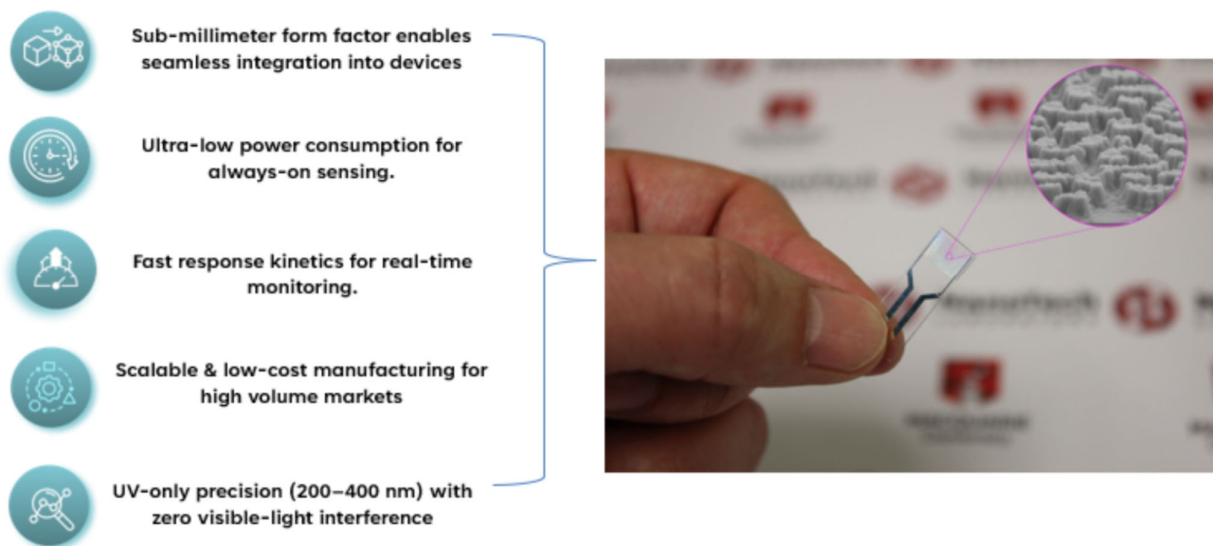 Sub-millimeter form factor enables
seamless integration into devices
Ultra-low power consumption for
always-on sensing.
Fast response kinetics for real-time
monitoring.
Scalable & low-cost manufacturing for
high volume markets
UV-only precision (200–400 nm) with
zero visible-light interference